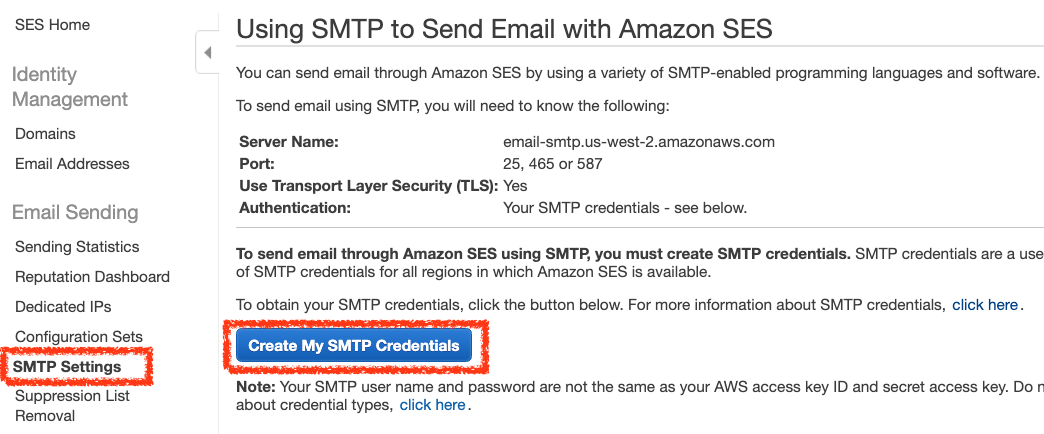 SES Home
Identity
Management
Domains
Email Addresses
Email Sending
Sending Statistics
Reputation Dashboard
Dedicated IPs
Configuration Sets
SMTP Settings
Suppression List
Removal
Using SMTP to Send Email with Amazon SES
You can send email through Amazon SES by using a variety of SMTP-enabled programming languages and software.
To send email using SMTP, you will need to know the following:
Server Name: email-smtp.us-west-2.amazonaws.com
Port: 25, 465 or 587
Use Transport Layer Security (TLS): Yes
Authentication: Your SMTP credentials - see below.
To send email through Amazon SES using SMTP, you must create SMTP credentials. SMTP credentials are a use
of SMTP credentials for all regions in which Amazon SES is available.
To obtain your SMTP credentials, click the button below. For more information about SMTP credentials, click here.
Create My SMTP Credentials
Note: Your SMTP user name and password are not the same as your AWS access key ID and secret access key. Do n
about credential types, click here.